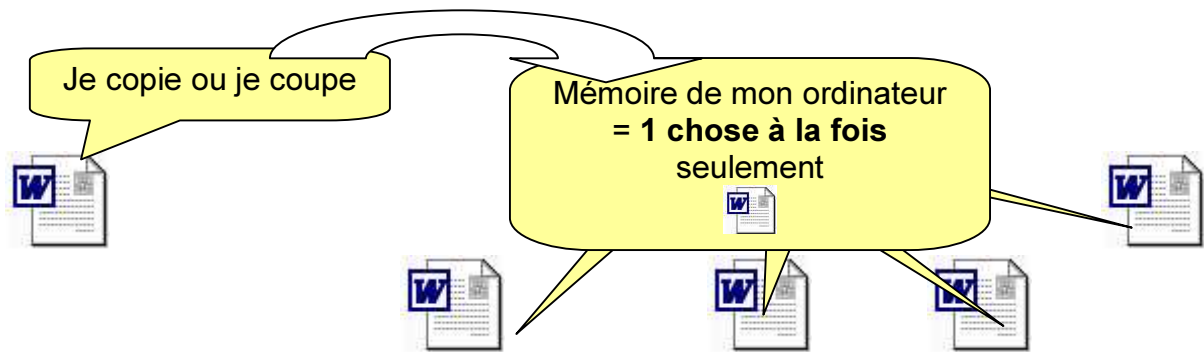 Je copie ou je coupe
Mémoire de mon ordinateur
= 1 chose à la fois
seulement
W
W
W
W
W
W